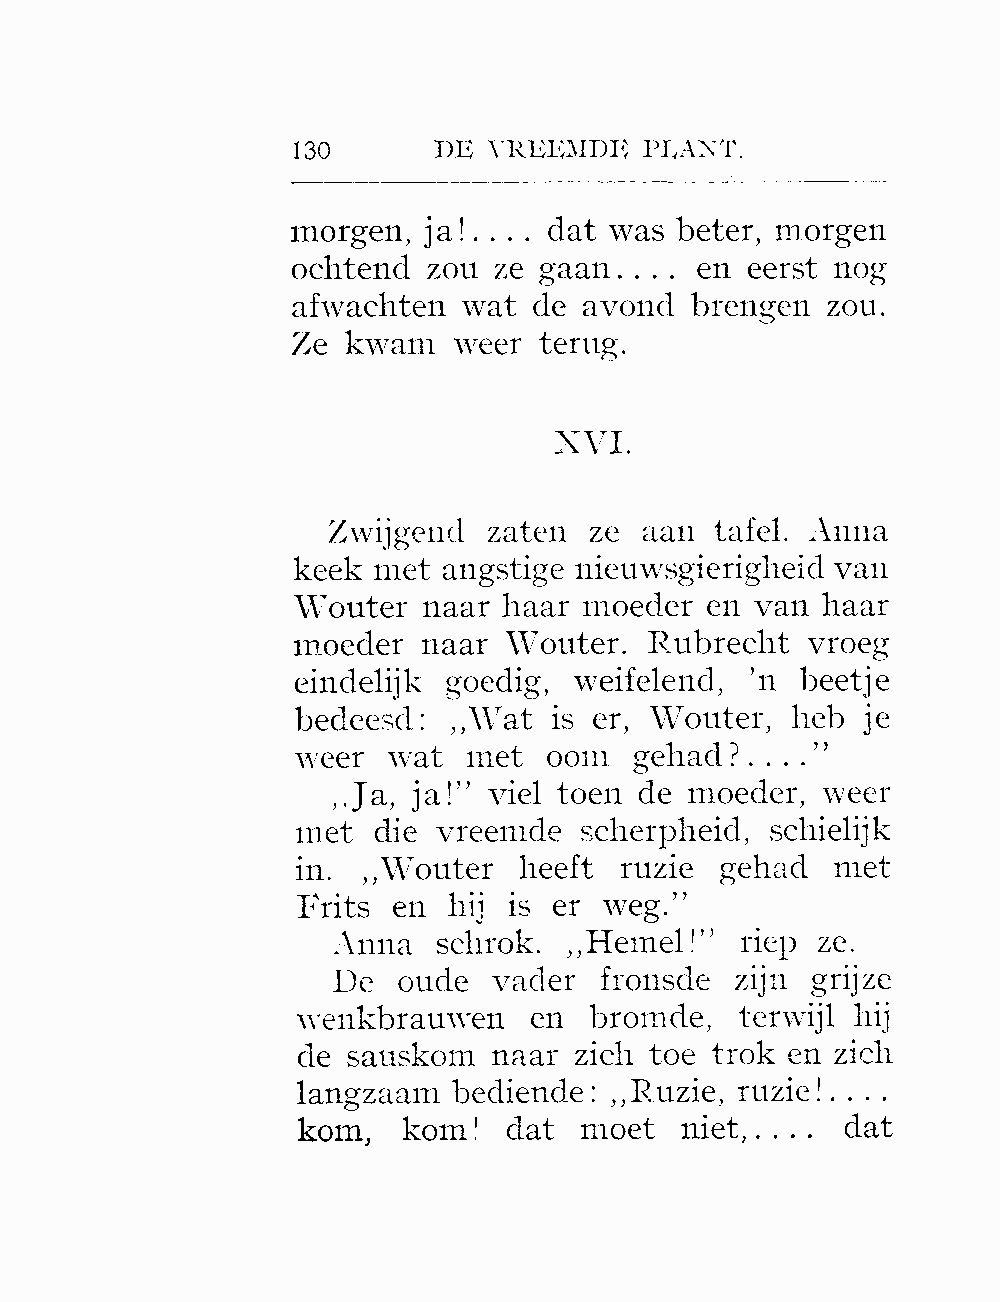 130 DE VREEMDE PLANT.
morgen, ja!.... dat was beter, morgen
ochtend zou ze gaan.... en eerst nog
afwachten wat de avond brengen zou.
Ze kwam weer terug.
XVI.
Zwijgend zaten ze aan tafel. Anna
keek met angstige nieuwsgierigheid van
Wouter naar haar moeder en van haar
moeder naar Wouter. Rubrecht vroeg
eindelijk goedig, weifelend, 'n beetje
bedeesd: ,,Wat is er, Wouter, heb je
weer wat met oom gehad?....”
,,Ja, ja!” viel toen de moeder, weer
met die vreemde scherpheid, schielijk
in. ,,Wouter heeft ruzie gehad met
Frits en hij is er weg.”
Anna schrok. ,,Hemel!” riep ze.
De oude vader fronsde zijn grijze
wenkbrauwen en bromde, terwijl hij
de sauskom naar zich toe trok en zich
langzaam bediende: ,,Ruzie, ruzie!....
kom, kom! dat moet niet,.... dat